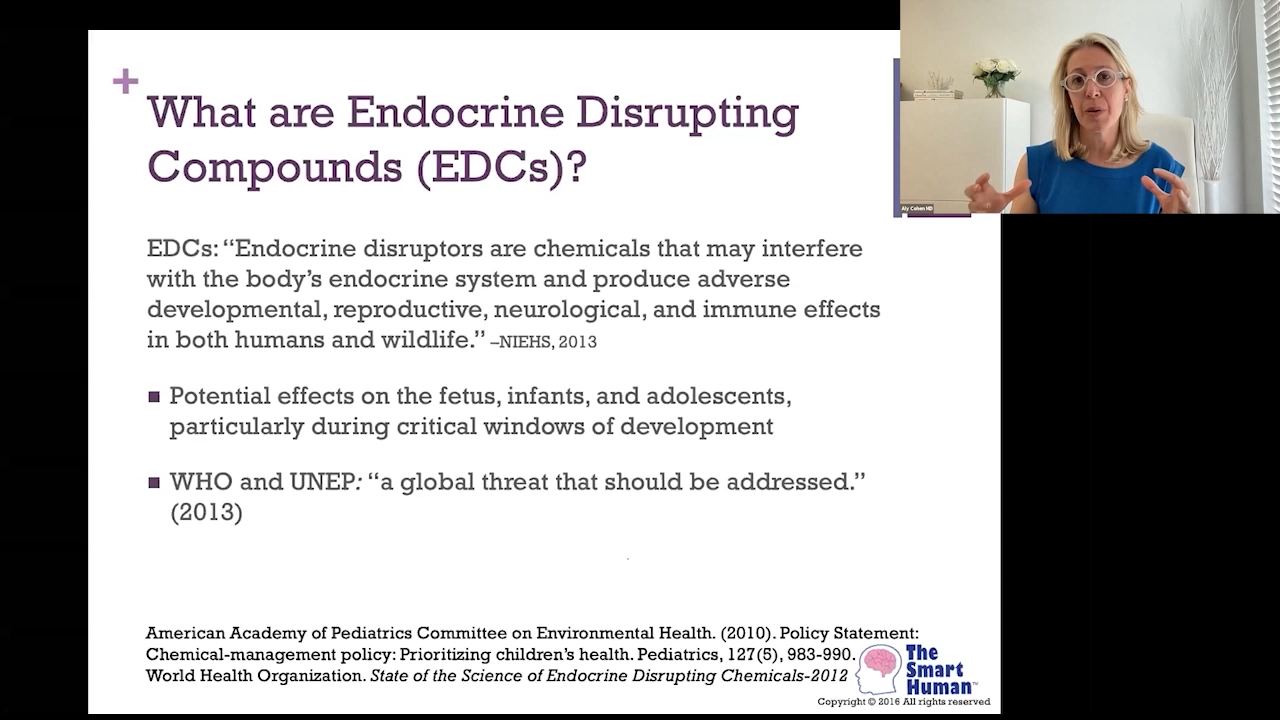 +
What are Endocrine Disrupting
Compounds (EDCs)?
EDCs: “Endocrine disruptors are chemicals that may interfere
with the body’s endocrine system and produce adverse
developmental, reproductive, neurological, and immune effects
in both humans and wildlife.” –NIEHS, 2013
Potential effects on the fetus, infants, and adolescents,
particularly during critical windows of development
WHO and UNEP: “a global threat that should be addressed.”
(2013)
American Academy of Pediatrics Committee on Environmental Health. (2010). Policy Statement:
Chemical-management policy: Prioritizing children’s health. Pediatrics, 127(5), 983-990.
World Health Organization. State of the Science of Endocrine Disrupting Chemicals-2012
The
Smart
Human™
Copyright © 2016 All rights reserved
Aly Cohen MD